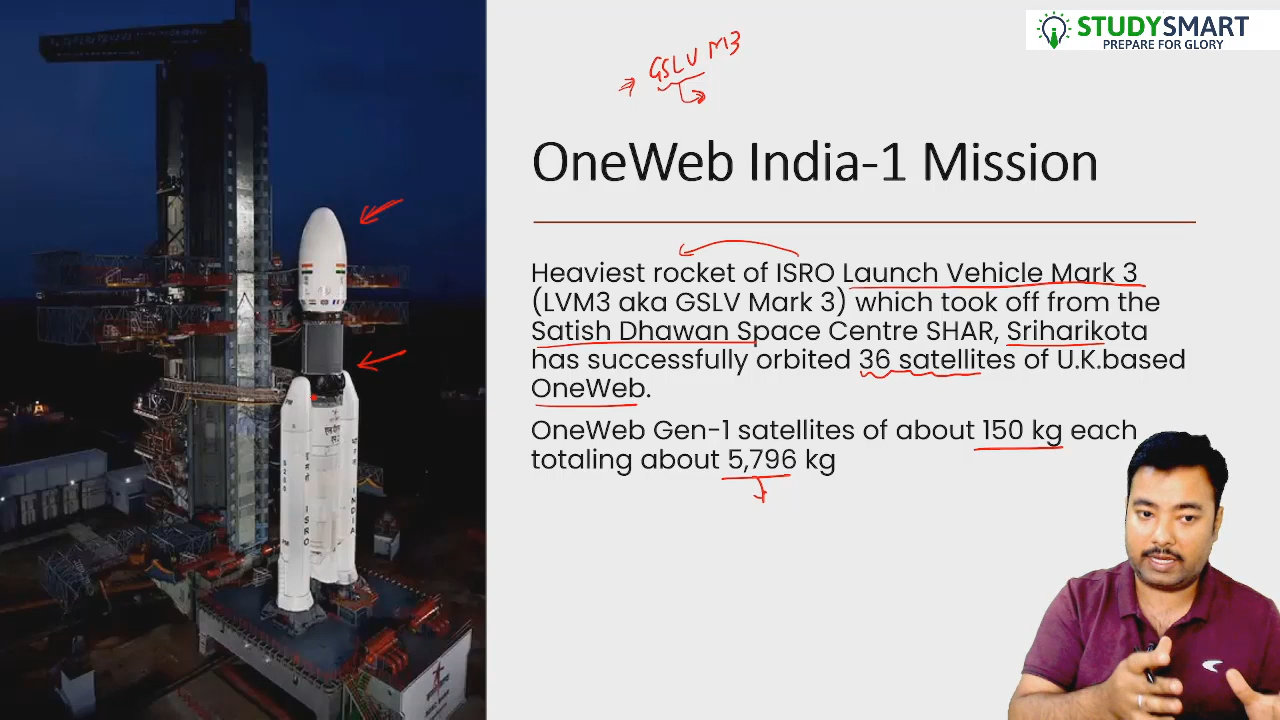 STUDYSMART
PREPARE FOR GLORY
GSLV M3
OneWeb India-1 Mission
Heaviest rocket of ISRO Launch Vehicle Mark 3
(LVM3 aka GSLV Mark 3) which took off from the
Satish Dhawan Space Centre SHAR, Sriharikota
has successfully orbited 36 satellites of U.K.based
OneWeb.
OneWeb Gen-1 satellites of about 150 kg each
totaling about 5,796 kg
ISRO
INDIA